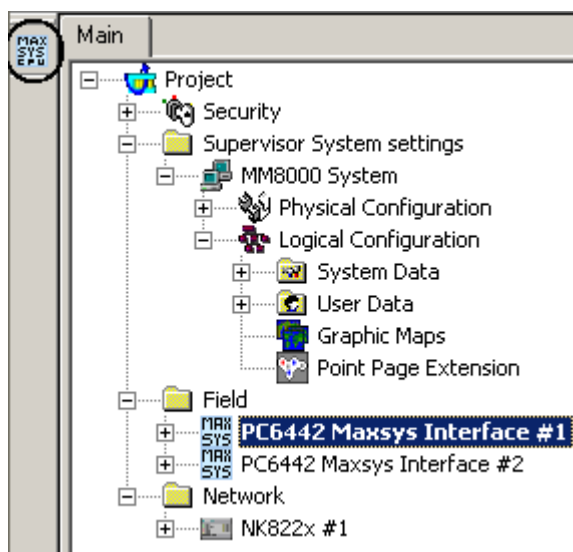 MAX
SYS
CPU
Main
Project
Security
Supervisor System settings
MM8000 System
Physical Configuration
Logical Configuration
System Data
User Data
Graphic Maps
Point Page Extension
Field
MAX
SYS
PC6442 Maxsys Interface #1
MAX
SYS
PC6442 Maxsys Interface #2
Network
NK822x #1